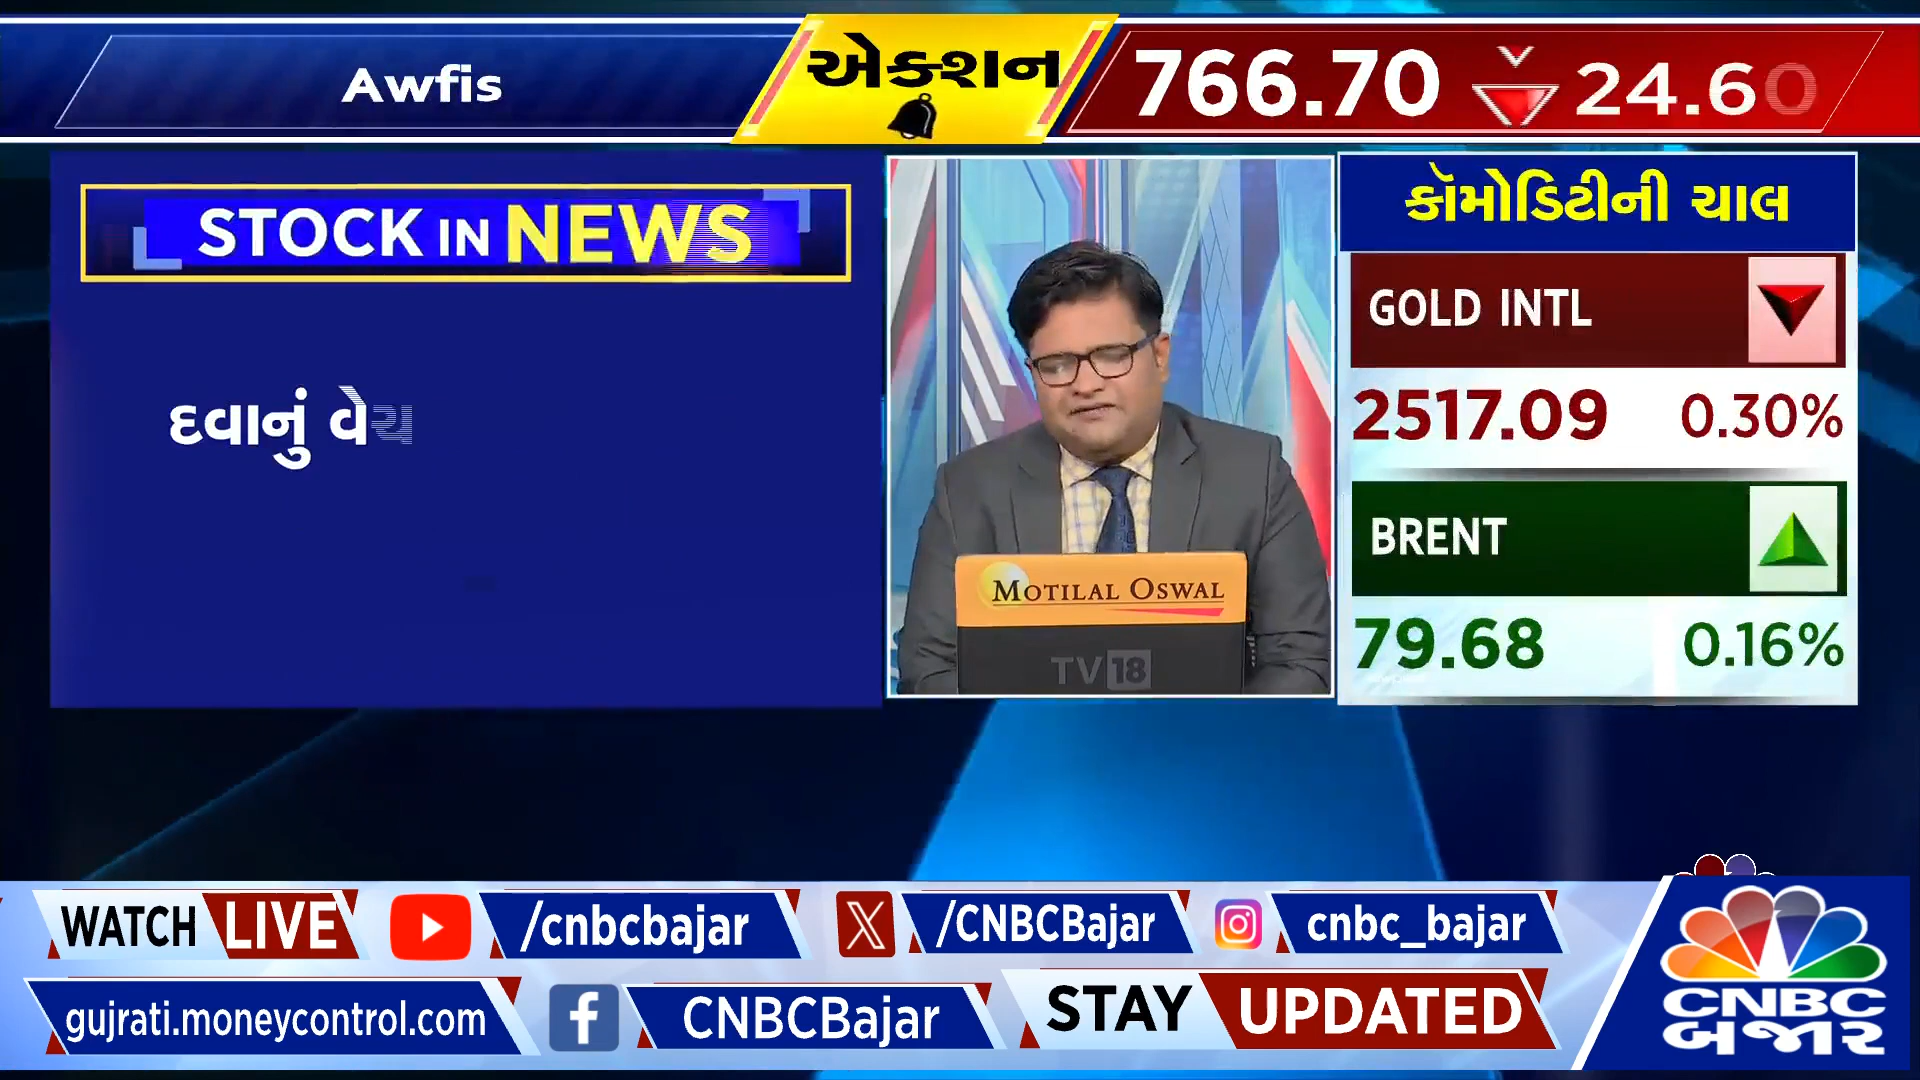 Awfis
એક્શન
766.70 24.60
STOCK IN NEWS
દવાનું વેચ
MOTILAL OSWAL
TV18
કૉમોડિટીની ચાલ
GOLD INTL
2517.09 0.30%
BRENT
79.68 0.16%
WATCH LIVE /cnbcbajar /CNBCBajar cnbc_bajar
gujrati.moneycontrol.com CNBCBajar STAY UPDATED
CNBC
બજાર